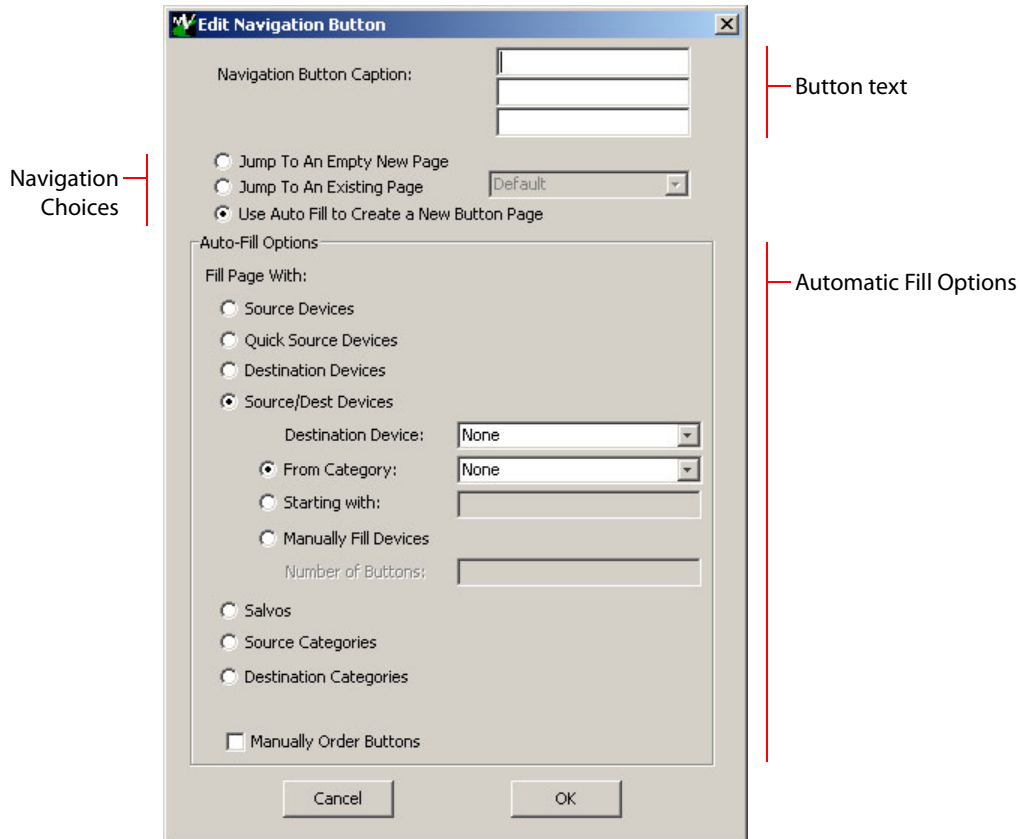 Edit Navigation Button
Navigation Button Caption:
Button text
Navigation
Choices
Jump To An Empty New Page
Jump To An Existing Page
Default
Use Auto Fill to Create a New Button Page
Auto-Fill Options
Automatic Fill Options
Fill Page With:
Source Devices
Quick Source Devices
Destination Devices
Source/Dest Devices
Destination Device:
None
From Category:
None
Starting with:
Manually Fill Devices
Number of Buttons:
Salvos
Source Categories
Destination Categories
Manually Order Buttons
Cancel
OK